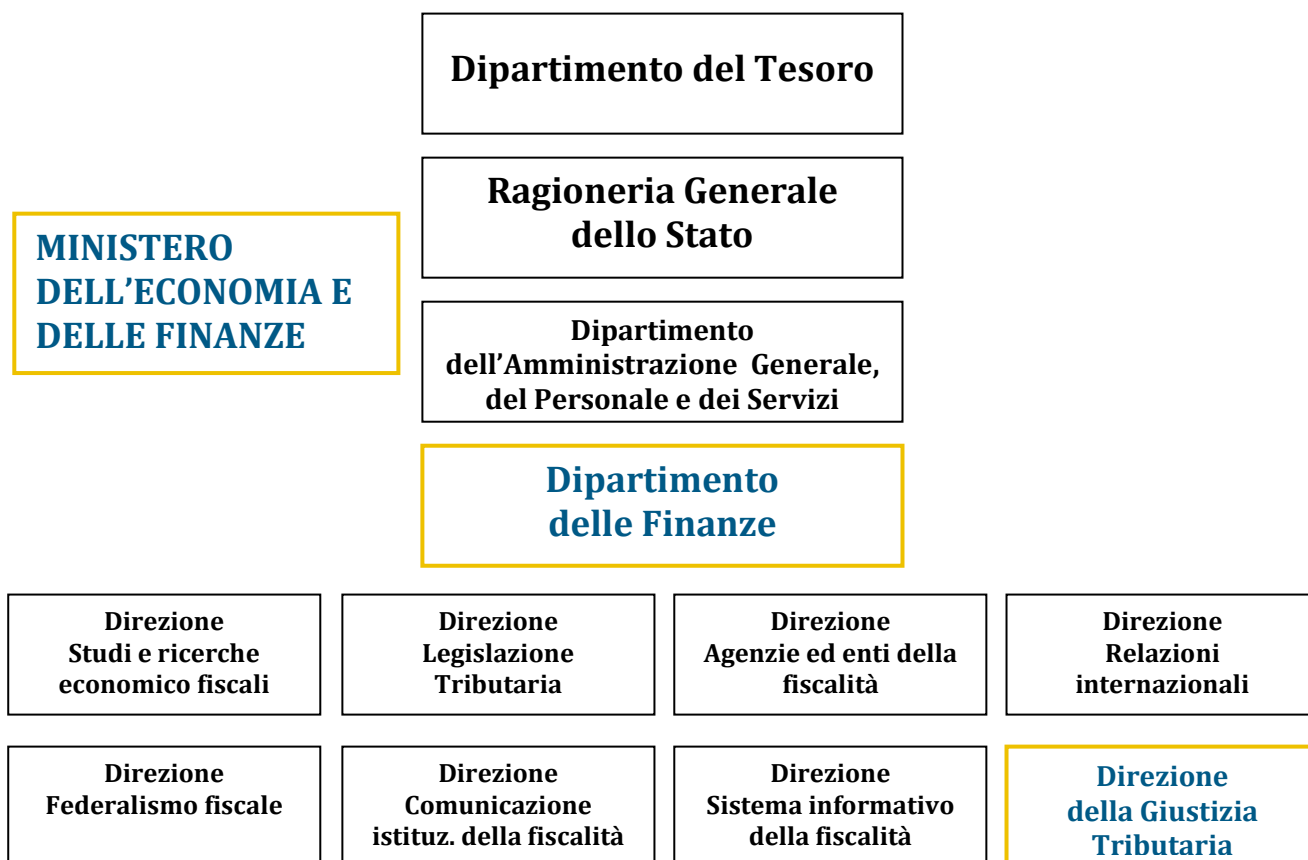 Dipartimento del Tesoro
Ragioneria Generale
dello Stato
MINISTERO
DELL’ECONOMIA E
DELLE FINANZE
Dipartimento
dell’Amministrazione Generale,
del Personale e dei Servizi
Dipartimento
delle Finanze
Direzione
Studi e ricerche
economico fiscali
Direzione
Legislazione
Tributaria
Direzione
Agenzie ed enti della
fiscalità
Direzione
Relazioni
internazionali
Direzione
Federalismo fiscale
Direzione
Comunicazione
istituz. della fiscalità
Direzione
Sistema informativo
della fiscalità
Direzione
della Giustizia
Tributaria